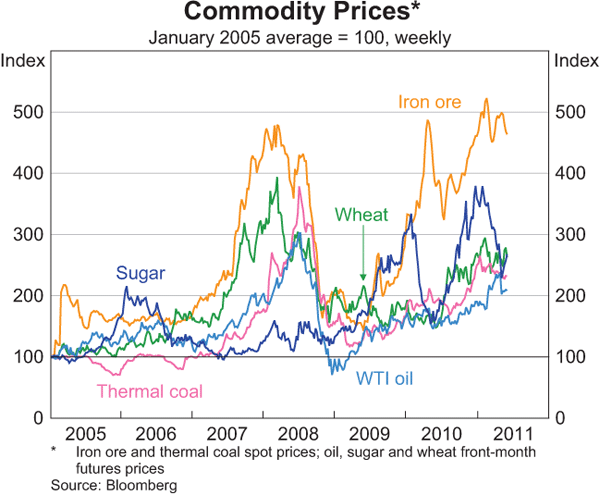 Commodity Prices*
January 2005 average = 100, weekly
Index Index
500 Iron ore 500
400 400
Wheat
300 300
Sugar
200 200
100 100
Thermal coal WTI oil
0 0
2005 2006 2007 2008 2009 2010 2011
* Iron ore and thermal coal spot prices; oil, sugar and wheat front-month
futures prices
Source: Bloomberg